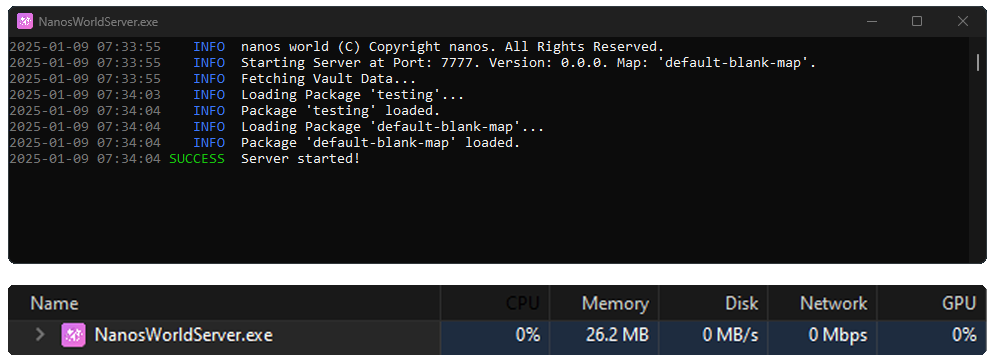 NanosWorldServer.exe
2025-01-09 07:33:55 INFO nanos world (C) Copyright nanos. All Rights Reserved.
2025-01-09 07:33:55 INFO Starting Server at Port: 7777. Version: 0.0.0. Map: 'default-blank-map'.
2025-01-09 07:33:55 INFO Fetching Vault Data...
2025-01-09 07:34:03 INFO Loading Package 'testing'...
2025-01-09 07:34:04 INFO Package 'testing' loaded.
2025-01-09 07:34:04 INFO Loading Package 'default-blank-map'...
2025-01-09 07:34:04 INFO Package 'default-blank-map' loaded.
2025-01-09 07:34:04 SUCCESS Server started!
Name CPU Memory Disk Network GPU
NanosWorldServer.exe 0% 26.2 MB 0 MB/s 0 Mbps 0%